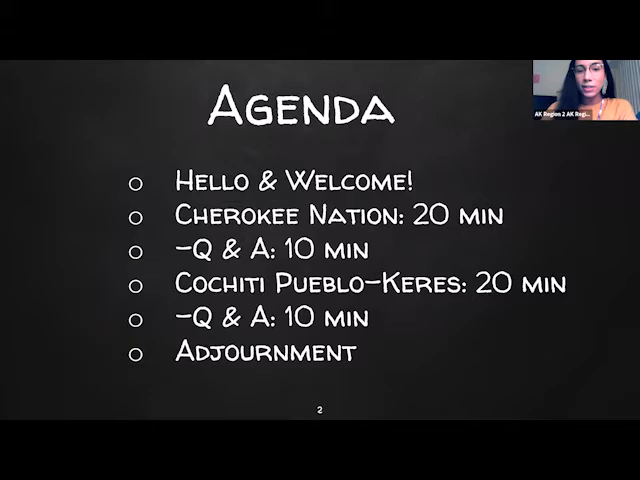 AGENDA
AK Region 2 AK Regi...
○ HELLO & WELCOME!
○ CHEROKEE NATION: 20 MIN
○ -Q & A: 10 MIN
○ COCHITI PUEBLO-KERES: 20 MIN
○ -Q & A: 10 MIN
○ ADJOURNMENT
2